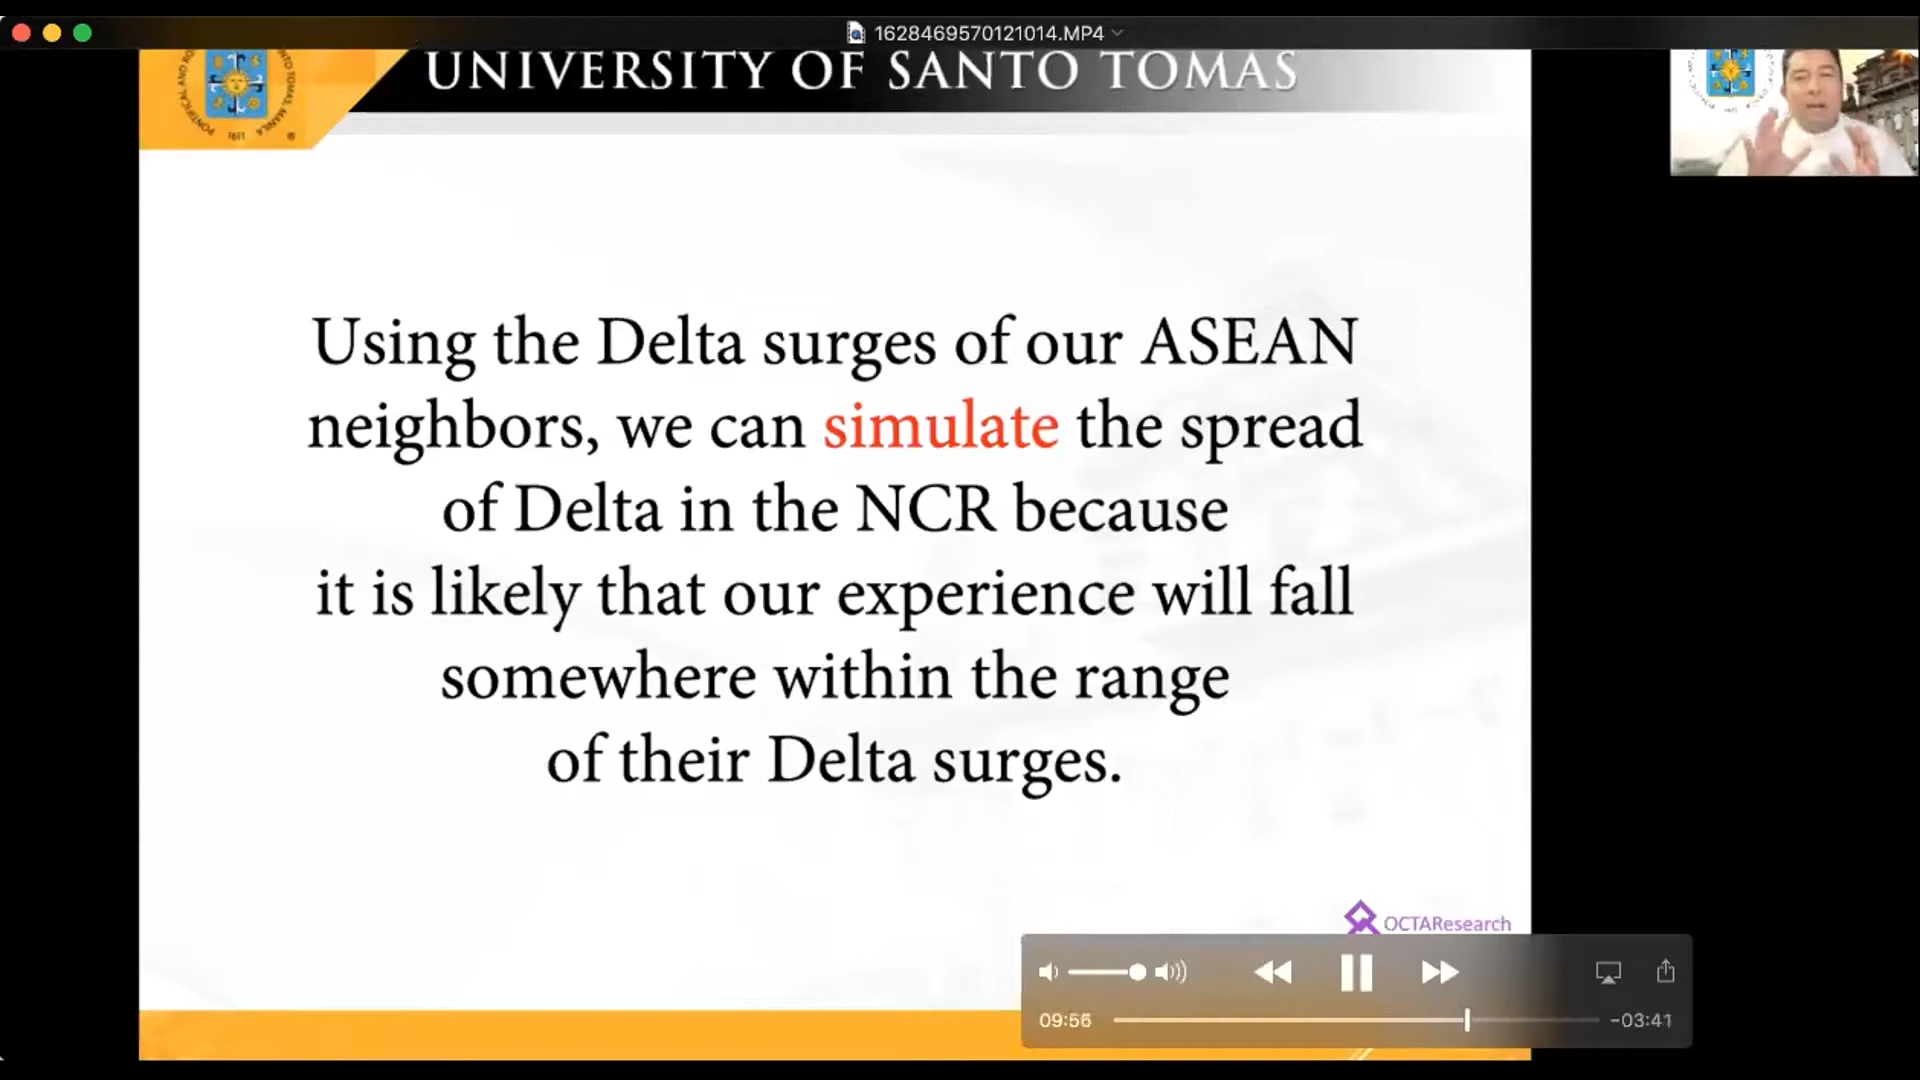 1628469570121014.MP4
UNIVERSITY OF SANTO TOMAS
1611
Using the Delta surges of our ASEAN
neighbors, we can simulate the spread
of Delta in the NCR because
it is likely that our experience will fall
somewhere within the range
of their Delta surges.
OCTAResearch
09:56
-03:41